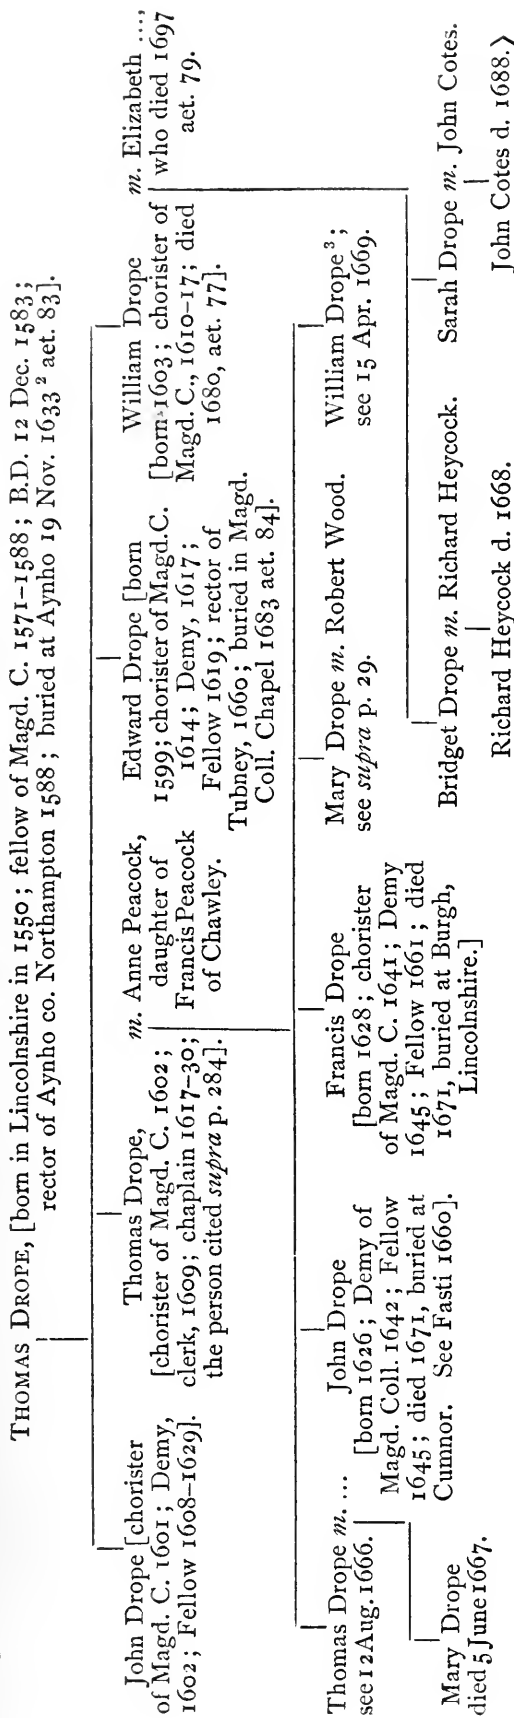 THOMAS DROPE, [born in Lincolnshire in 1550; fellow of Magd. C. 1571-1588; B.D. 12 Dec. 1583;
rector of Aynho co. Northampton 1588; buried at Aynho 19 Nov. 1633² aet. 83].
John Drope [chorister
of Magd. C. 1601; Demy,
1602; Fellow 1608-1629].
Thomas Drope,
[chorister of Magd. C. 1602;
clerk, 1609; chaplain 1617-30;
the person cited supra p. 284].
m. Anne Peacock,
daughter of
Francis Peacock
of Chawley.
Edward Drope [born
1599; chorister of Magd. C.
1614; Demy, 1617;
Fellow 1619; rector of
Tubney, 1660; buried in Magd.
Coll. Chapel 1683 aet. 84].
William Drope
[born 1603; chorister of
Magd. C., 1610-17; died
1680, aet. 77].
m. Elizabeth ...,
who died 1697
aet. 79.
Thomas Drope m. ...
see 12 Aug. 1666.
John Drope
[born 1626; Demy of
Magd. Coll. 1642; Fellow
1645; died 1671, buried at
Cumnor. See Fasti 1660].
Francis Drope
[born 1628; chorister
of Magd. C. 1641; Demy
1645; Fellow 1661; died
1671, buried at Burgh,
Lincolnshire.]
Mary Drope m. Robert Wood.
see supra p. 29.
William Drope³;
see 15 Apr. 1669.
Mary Drope
died 5 June 1667.
Bridget Drope m. Richard Heycock.
Sarah Drope m. John Cotes.
Richard Heycock d. 1668.
John Cotes d. 1688.⟩